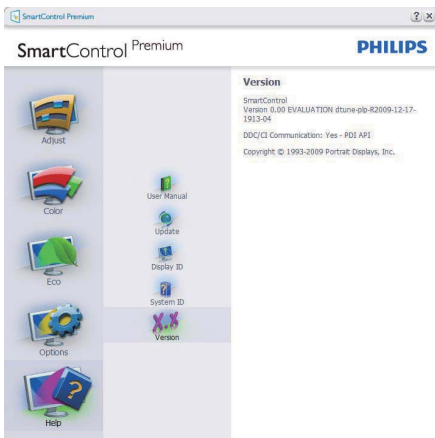 SmartControl Premium
? x
SmartControl Premium
PHILIPS
Adjust
Color
Eco
Options
Help
User Manual
Update
Display ID
System ID
X.X
Version
Version
SmartControl
Version 0.00 EVALUATION dtune-plp-R2009-12-17-
1913-04
DDC/CI Communication: Yes - PDI API
Copyright © 1993-2009 Portrait Displays, Inc.